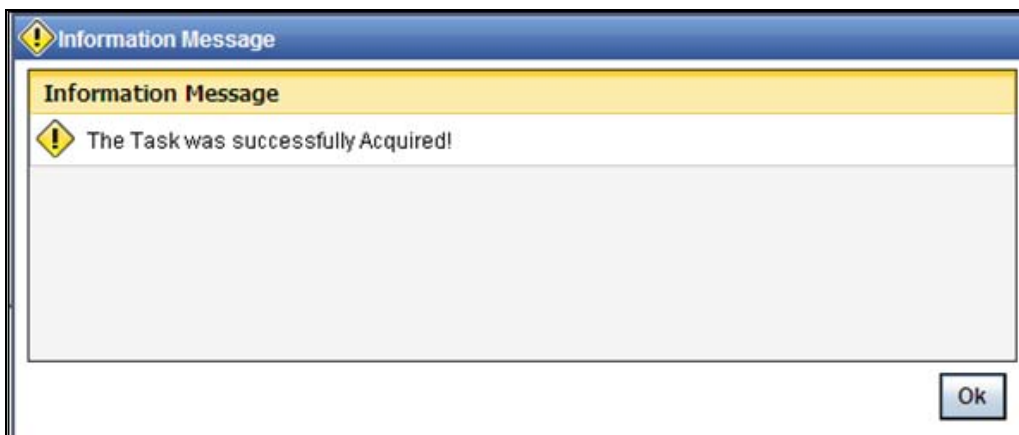 Information Message
Information Message
The Task was successfully Acquired!
Ok